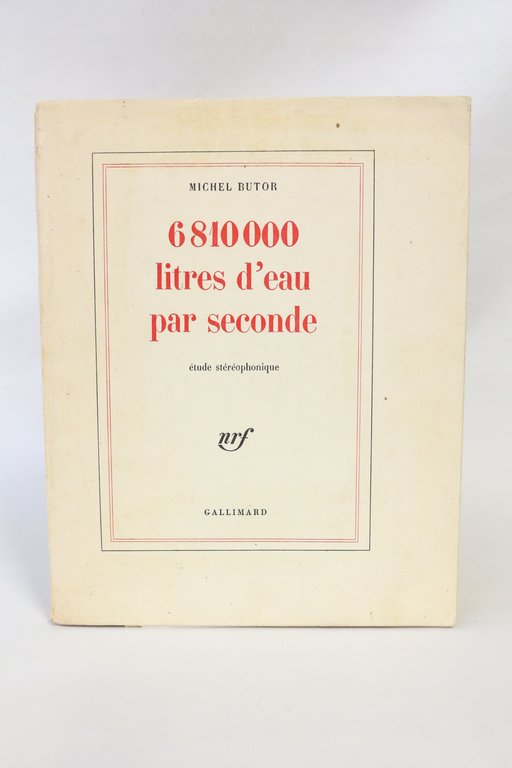 MICHEL BUTOR
6 810 000
litres d'eau
par seconde
étude stéréophonique
nrf
GALLIMARD